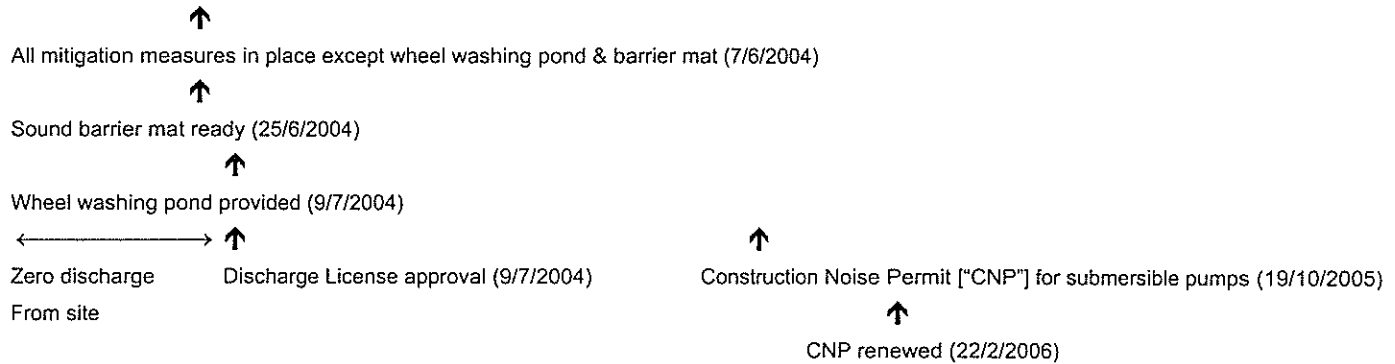 All mitigation measures in place except wheel washing pond & barrier mat (7/6/2004)
Sound barrier mat ready (25/6/2004)
Wheel washing pond provided (9/7/2004)
Zero discharge Discharge License approval (9/7/2004) Construction Noise Permit ["CNP"] for submersible pumps (19/10/2005)
From site
CNP renewed (22/2/2006)